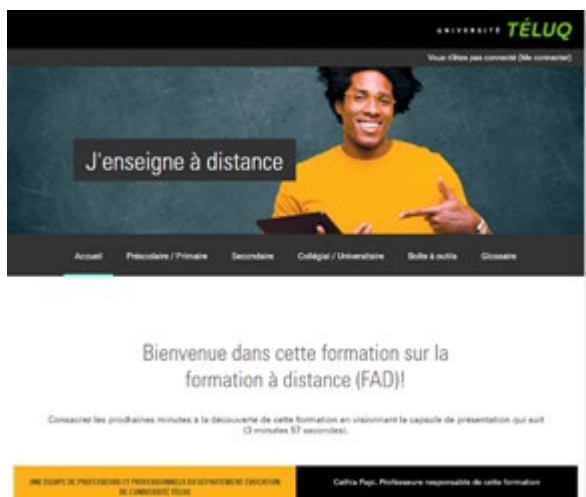 UNIVERSITÉ TÉLUQ
Vous n'êtes pas connecté (Me connecter)
J'enseigne à distance
Accueil Préscolaire / Primaire Secondaire Collégial / Universitaire Boîte à outils Glossaire
Bienvenue dans cette formation sur la
formation à distance (FAD)!
Consacrez les prochaines minutes à la découverte de cette formation en visionnant la capsule de présentation qui suit
(3 minutes 57 secondes).
UNE ÉQUIPE DE PROFESSEURS ET PROFESSIONNELS DU DÉPARTEMENT ÉDUCATION
DE L'UNIVERSITÉ TÉLUQ
Cathia Papi, Professeure responsable de cette formation